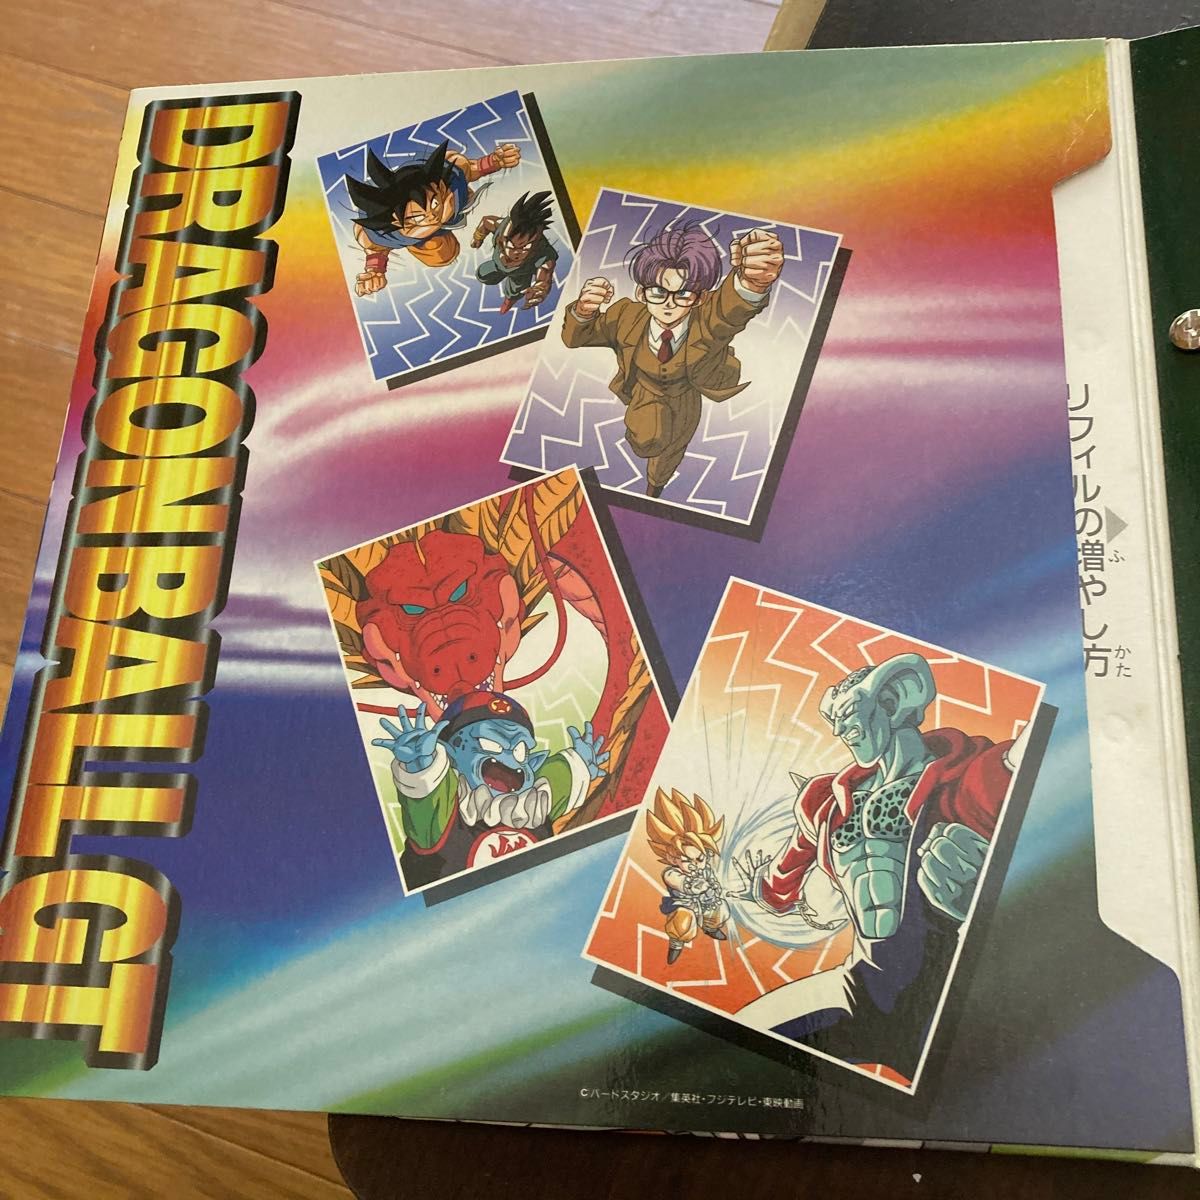 DRAGONBALL GT
リフィルの増やし方
ふ
かた
©バードスタジオ／集英社・フジテレビ・東映動画